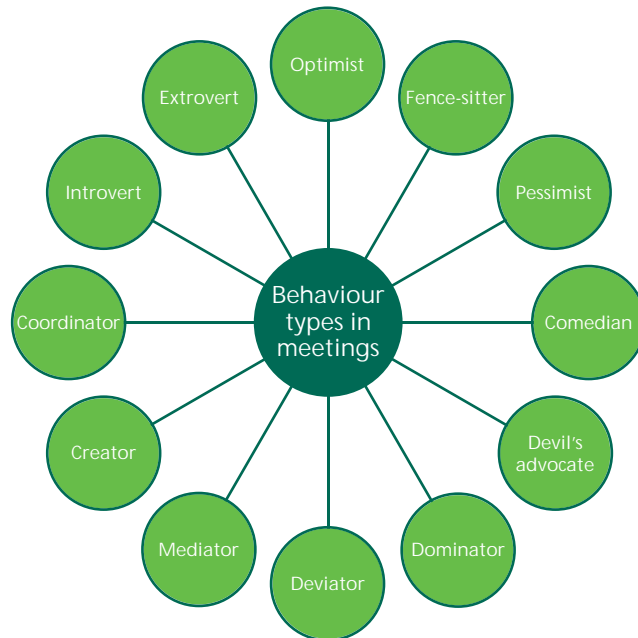 Optimist
Extrovert
Fence-sitter
Introvert
Pessimist
Behaviour
types in
meetings
Coordinator
Comedian
Creator
Devil's
advocate
Mediator
Dominator
Deviator